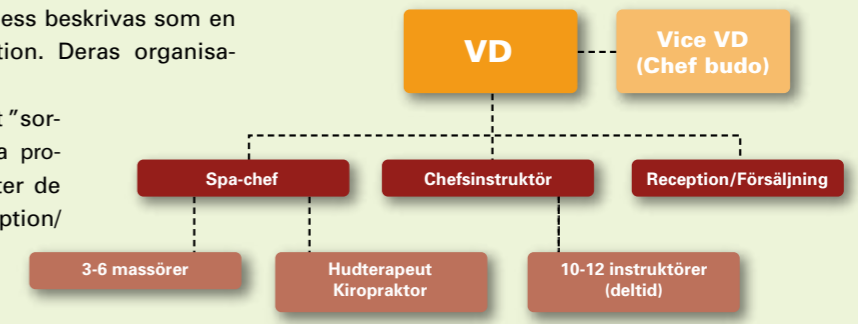 ess beskrivas som en
tion. Deras organisa-
t ”sor-
a pro-
ter de
ption/
VD
Vice VD
(Chef budo)
Spa-chef
Chefsinstruktör
Reception/Försäljning
3-6 massörer
Hudterapeut
Kiropraktor
10-12 instruktörer
(deltid)